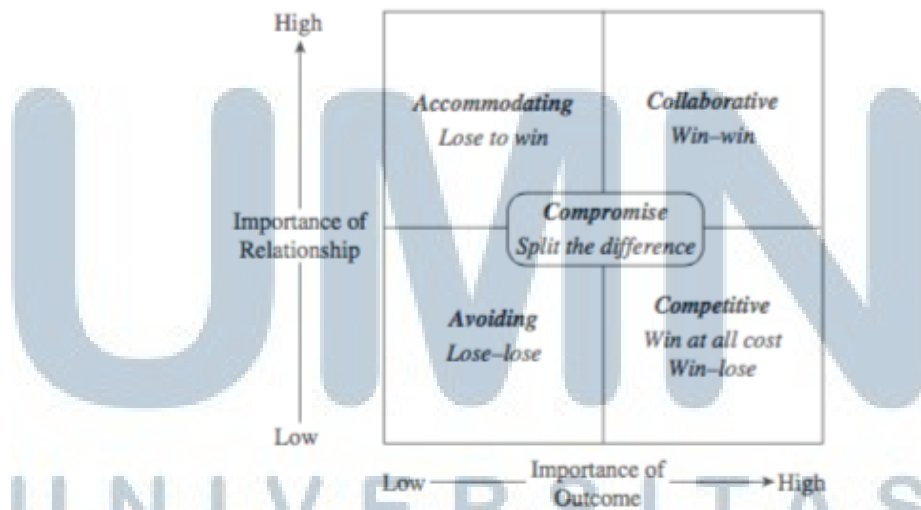 High
Accommodating
Lose to win
Collaborative
Win–win
Importance of
Relationship
Compromise
Split the difference
Avoiding
Lose–lose
Competitive
Win at all cost
Win–lose
Low
Low
Importance of
Outcome
High
UMN
UNIVERSITAS